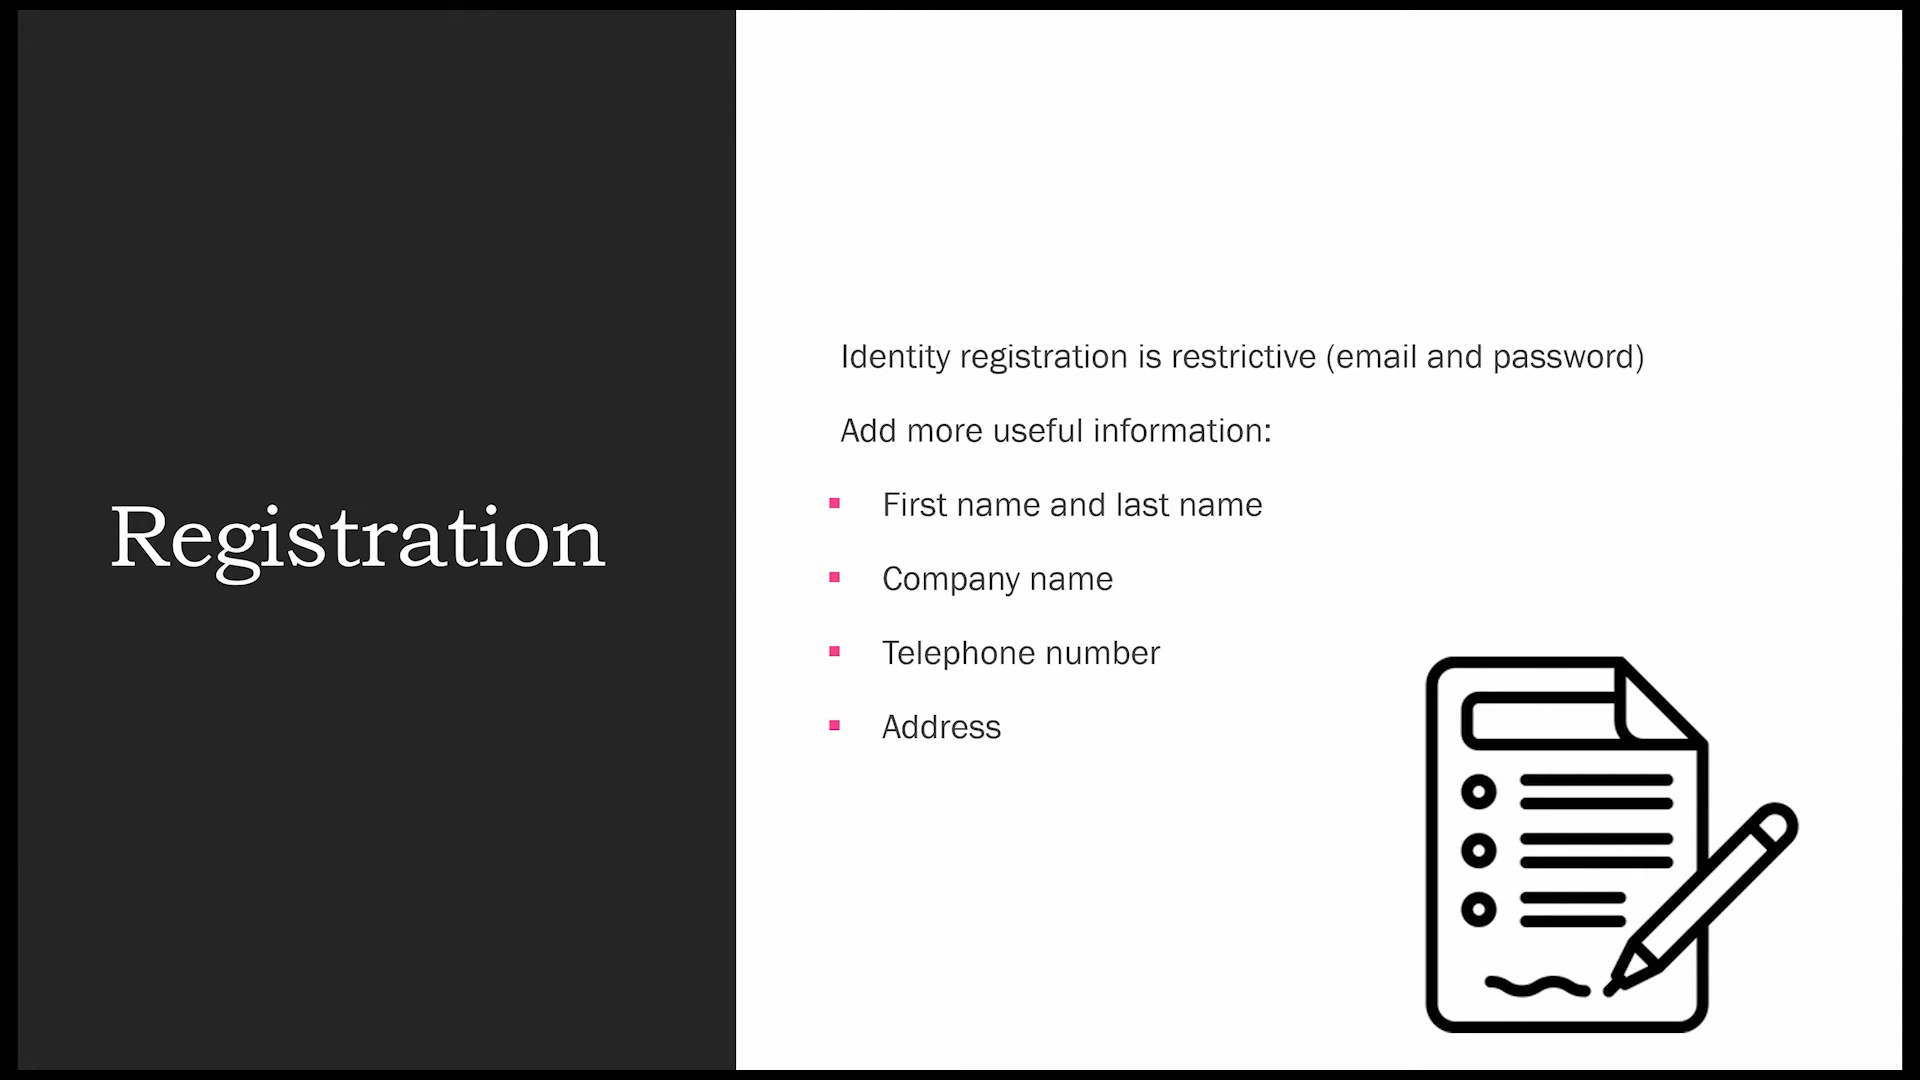 Registration
Identity registration is restrictive (email and password)
Add more useful information:
First name and last name
Company name
Telephone number
Address